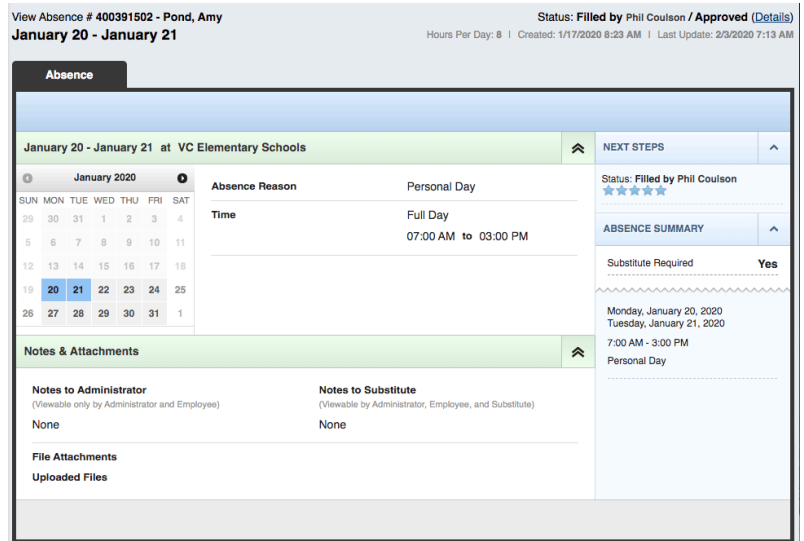 View Absence # 400391502 - Pond, Amy
Status: Filled by Phil Coulson / Approved (Details)
January 20 - January 21
Hours Per Day: 8 | Created: 1/17/2020 8:23 AM | Last Update: 2/3/2020 7:13 AM
Absence
January 20 - January 21 at VC Elementary Schools
January 2020
SUN MON TUE WED THU FRI SAT
29 30 31 1 2 3 4
5 6 7 8 9 10 11
12 13 14 15 16 17 18
19 20 21 22 23 24 25
26 27 28 29 30 31 1
Absence Reason Personal Day
Time Full Day
07:00 AM to 03:00 PM
NEXT STEPS
Status: Filled by Phil Coulson
ABSENCE SUMMARY
Substitute Required Yes
Monday, January 20, 2020
Tuesday, January 21, 2020
7:00 AM - 3:00 PM
Personal Day
Notes & Attachments
Notes to Administrator
(Viewable only by Administrator and Employee)
None
Notes to Substitute
(Viewable by Administrator, Employee, and Substitute)
None
File Attachments
Uploaded Files